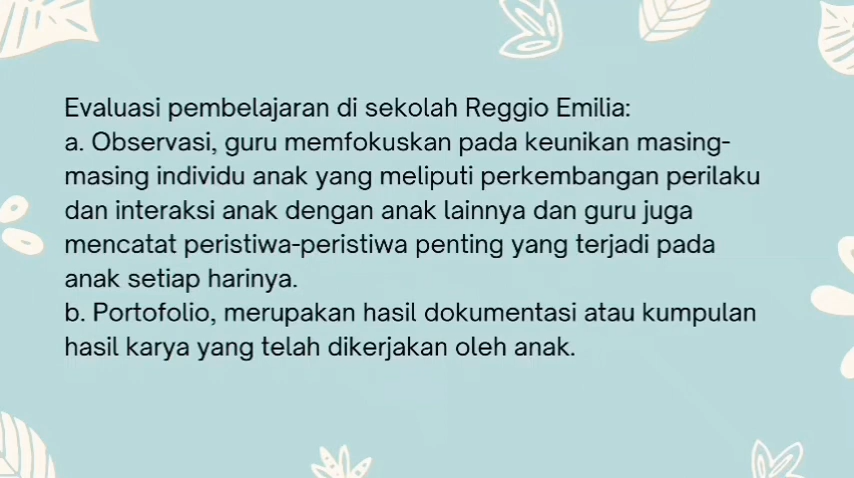 Evaluasi pembelajaran di sekolah Reggio Emilia:
a. Observasi, guru memfokuskan pada keunikan masing-
masing individu anak yang meliputi perkembangan perilaku
dan interaksi anak dengan anak lainnya dan guru juga
mencatat peristiwa-peristiwa penting yang terjadi pada
anak setiap harinya.
b. Portofolio, merupakan hasil dokumentasi atau kumpulan
hasil karya yang telah dikerjakan oleh anak.